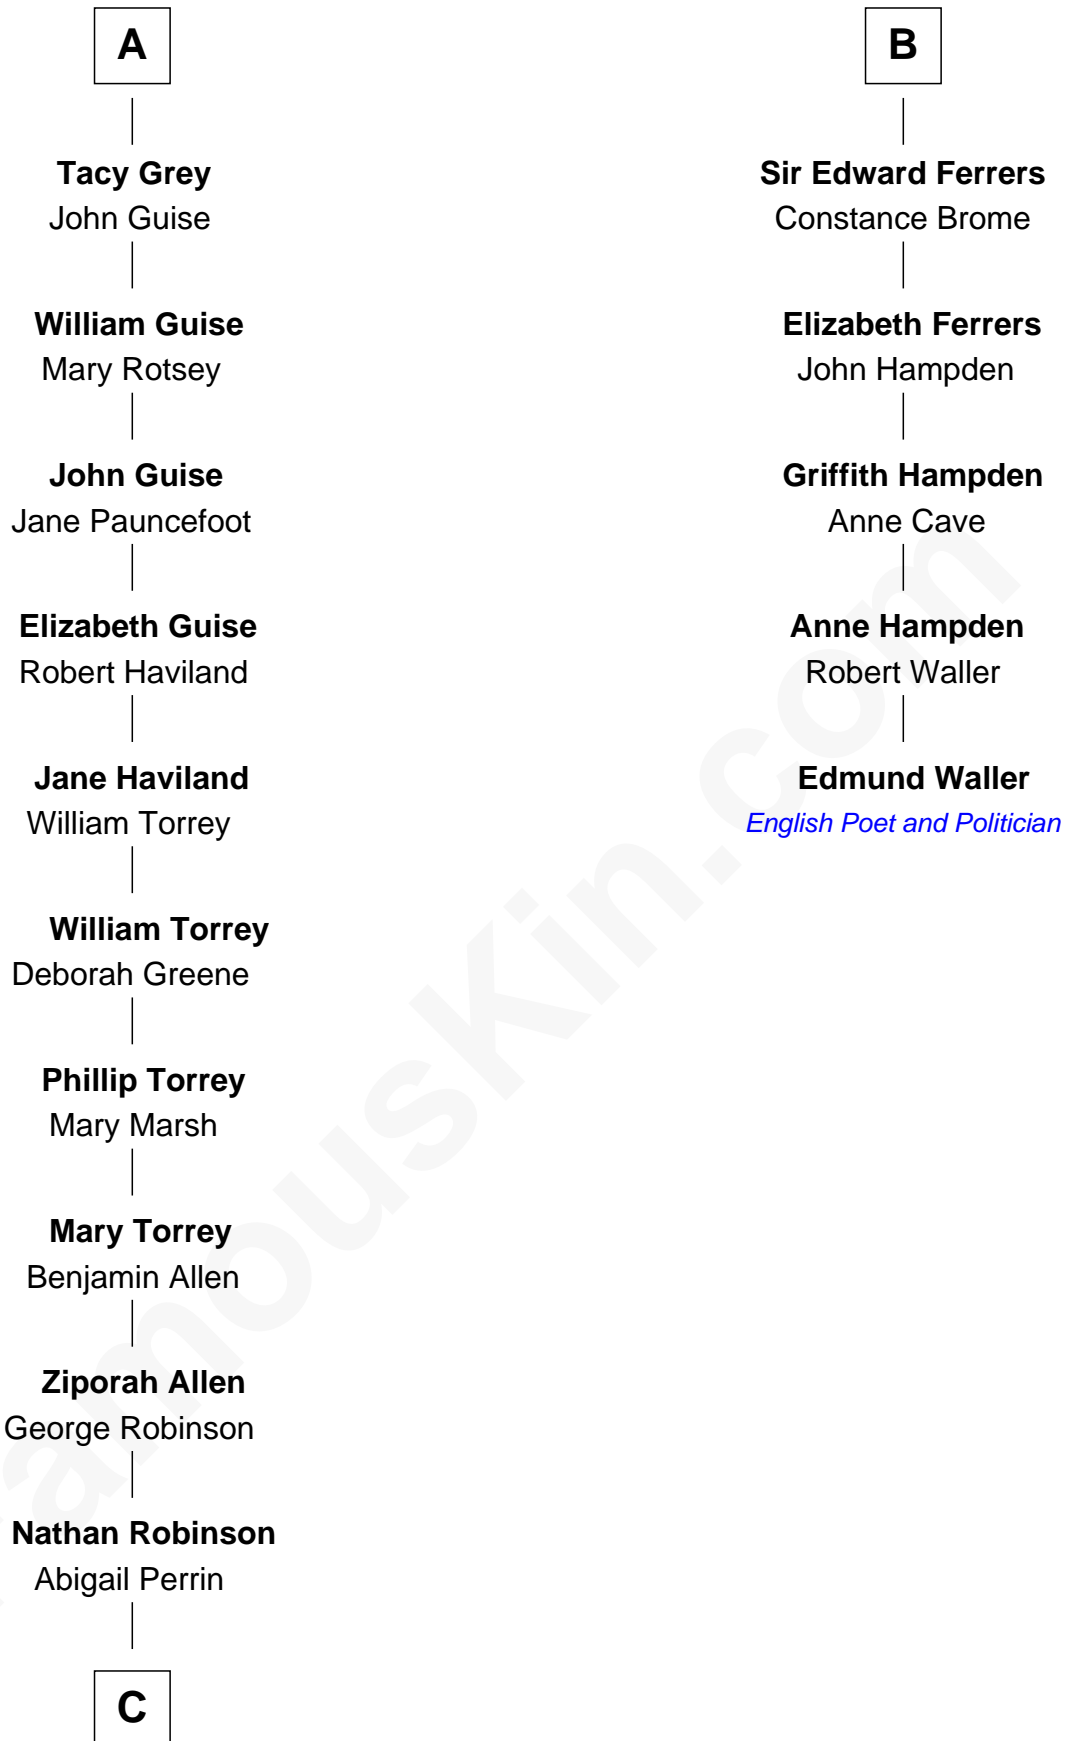 A
Tacy Grey
John Guise
William Guise
Mary Rotsey
John Guise
Jane Pauncefoot
Elizabeth Guise
Robert Haviland
Jane Haviland
William Torrey
William Torrey
Deborah Greene
Phillip Torrey
Mary Marsh
Mary Torrey
Benjamin Allen
Ziporah Allen
George Robinson
Nathan Robinson
Abigail Perrin
C
B
Sir Edward Ferrers
Constance Brome
Elizabeth Ferrers
John Hampden
Griffith Hampden
Anne Cave
Anne Hampden
Robert Waller
Edmund Waller
English Poet and Politician
FamousKin.com